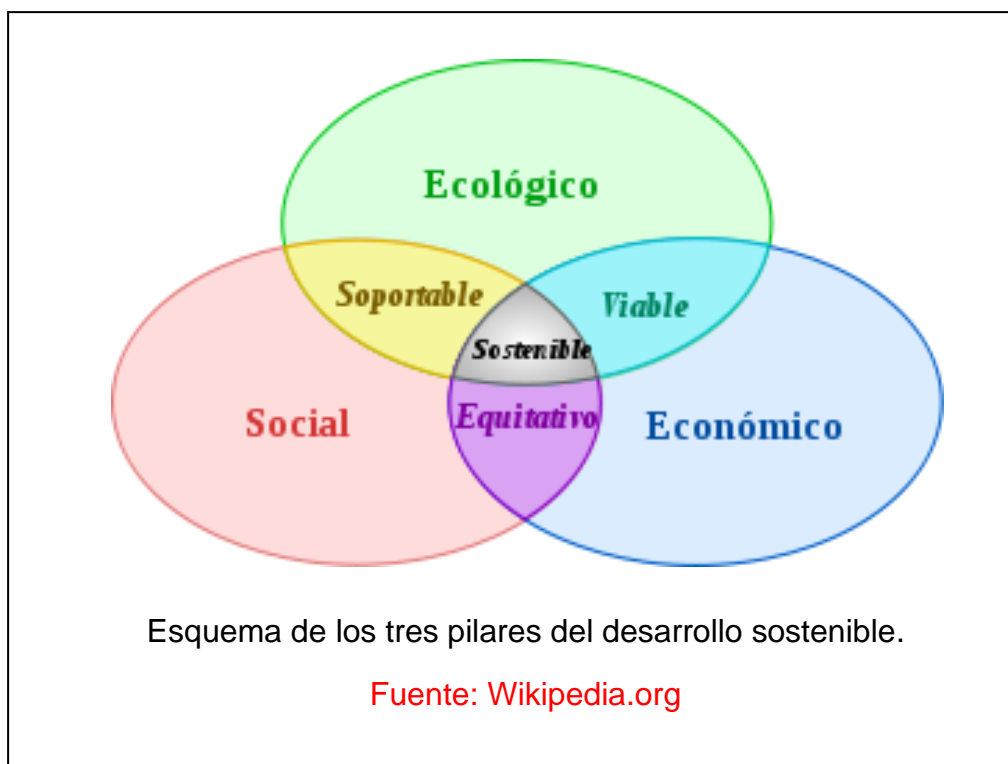 Ecológico
Soportable
Viable
Sostenible
Social
Equitativo
Económico
Esquema de los tres pilares del desarrollo sostenible.
Fuente: Wikipedia.org